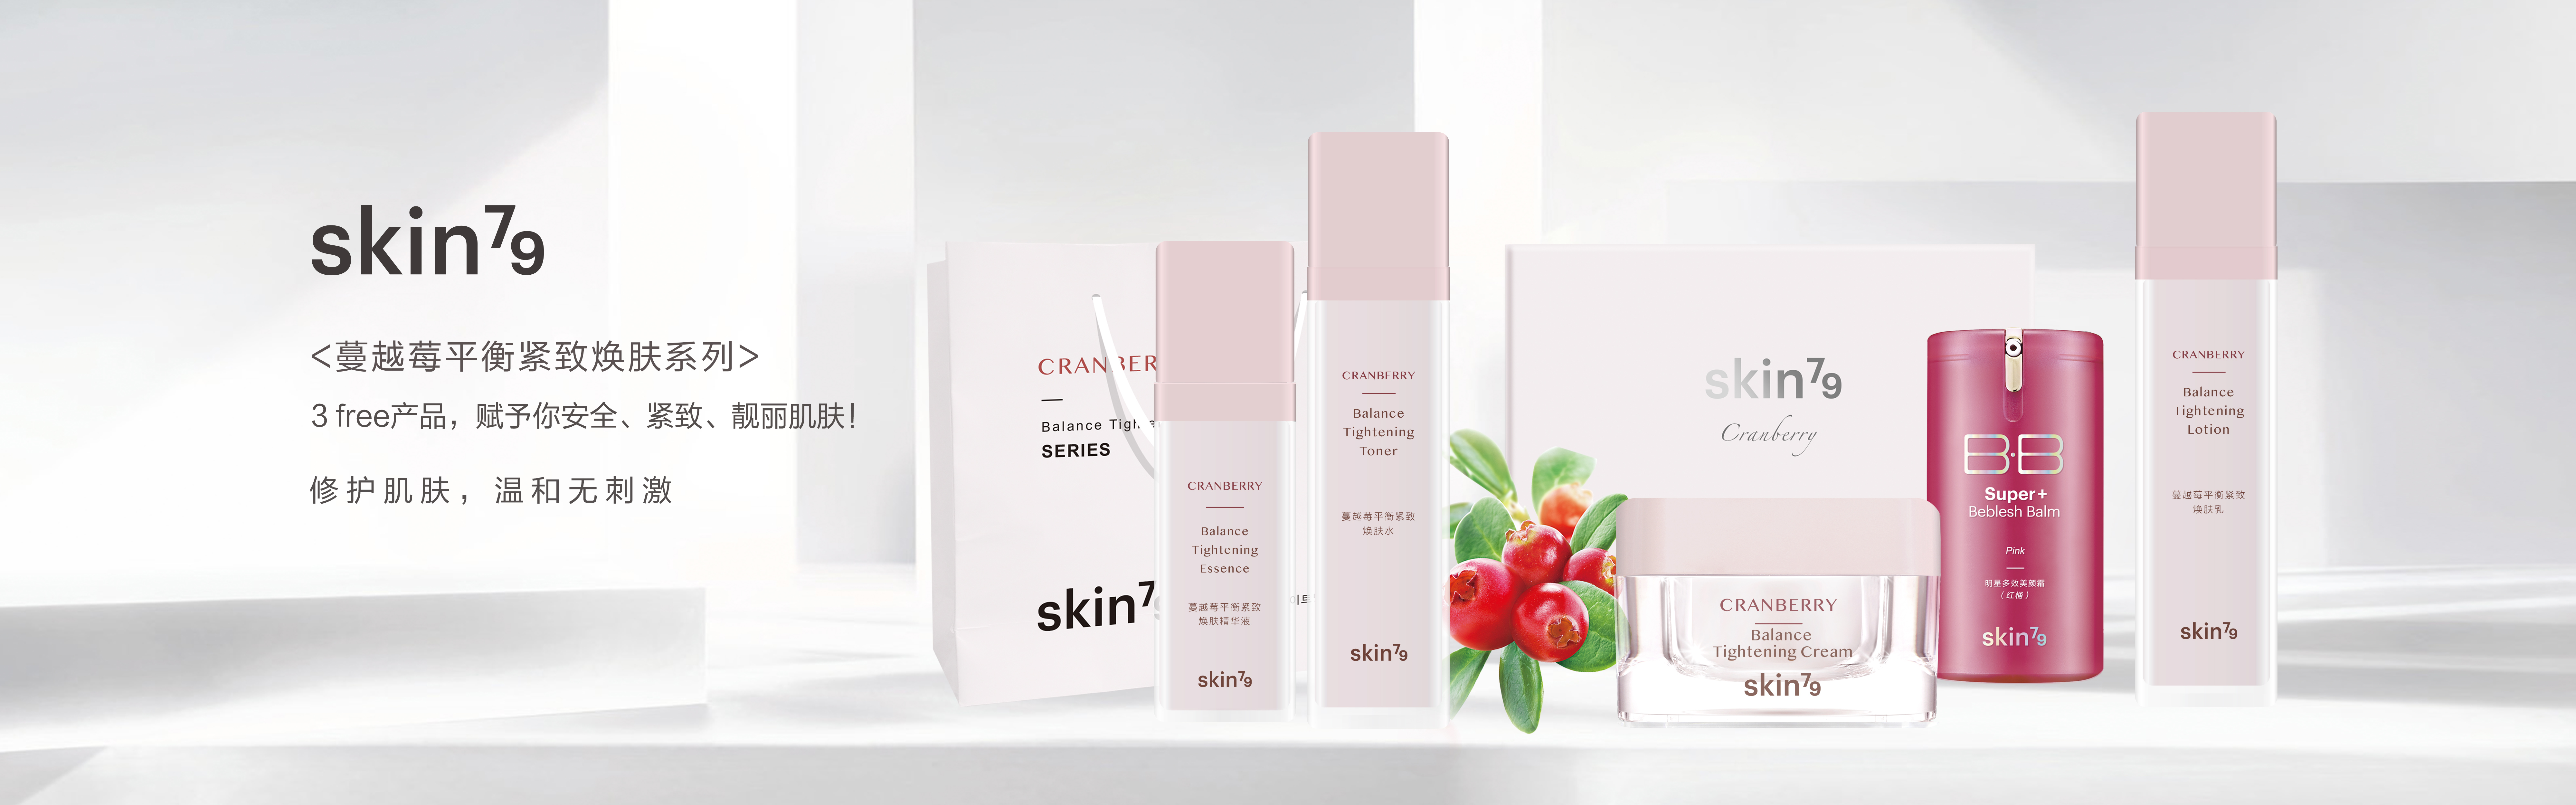 skin79
<蔓越莓平衡紧致焕肤系列>
3 free产品，赋予你安全、紧致、靓丽肌肤！
修护肌肤，温和无刺激
CRANBER
Balance Tigh
SERIES
skin7
CRANBERRY
Balance
Tightening
Essence
蔓越莓平衡紧致
焕肤精华液
skin79
CRANBERRY
Balance
Tightening
Toner
蔓越莓平衡紧致
焕肤水
skin79
skin79
Cranberry
CRANBERRY
Balance
Tightening Cream
skin79
B·B
Super+
Beblesh Balm
Pink
明星多效美颜霜
（红桶）
skin79
CRANBERRY
Balance
Tightening
Lotion
蔓越莓平衡紧致
焕肤乳
skin79